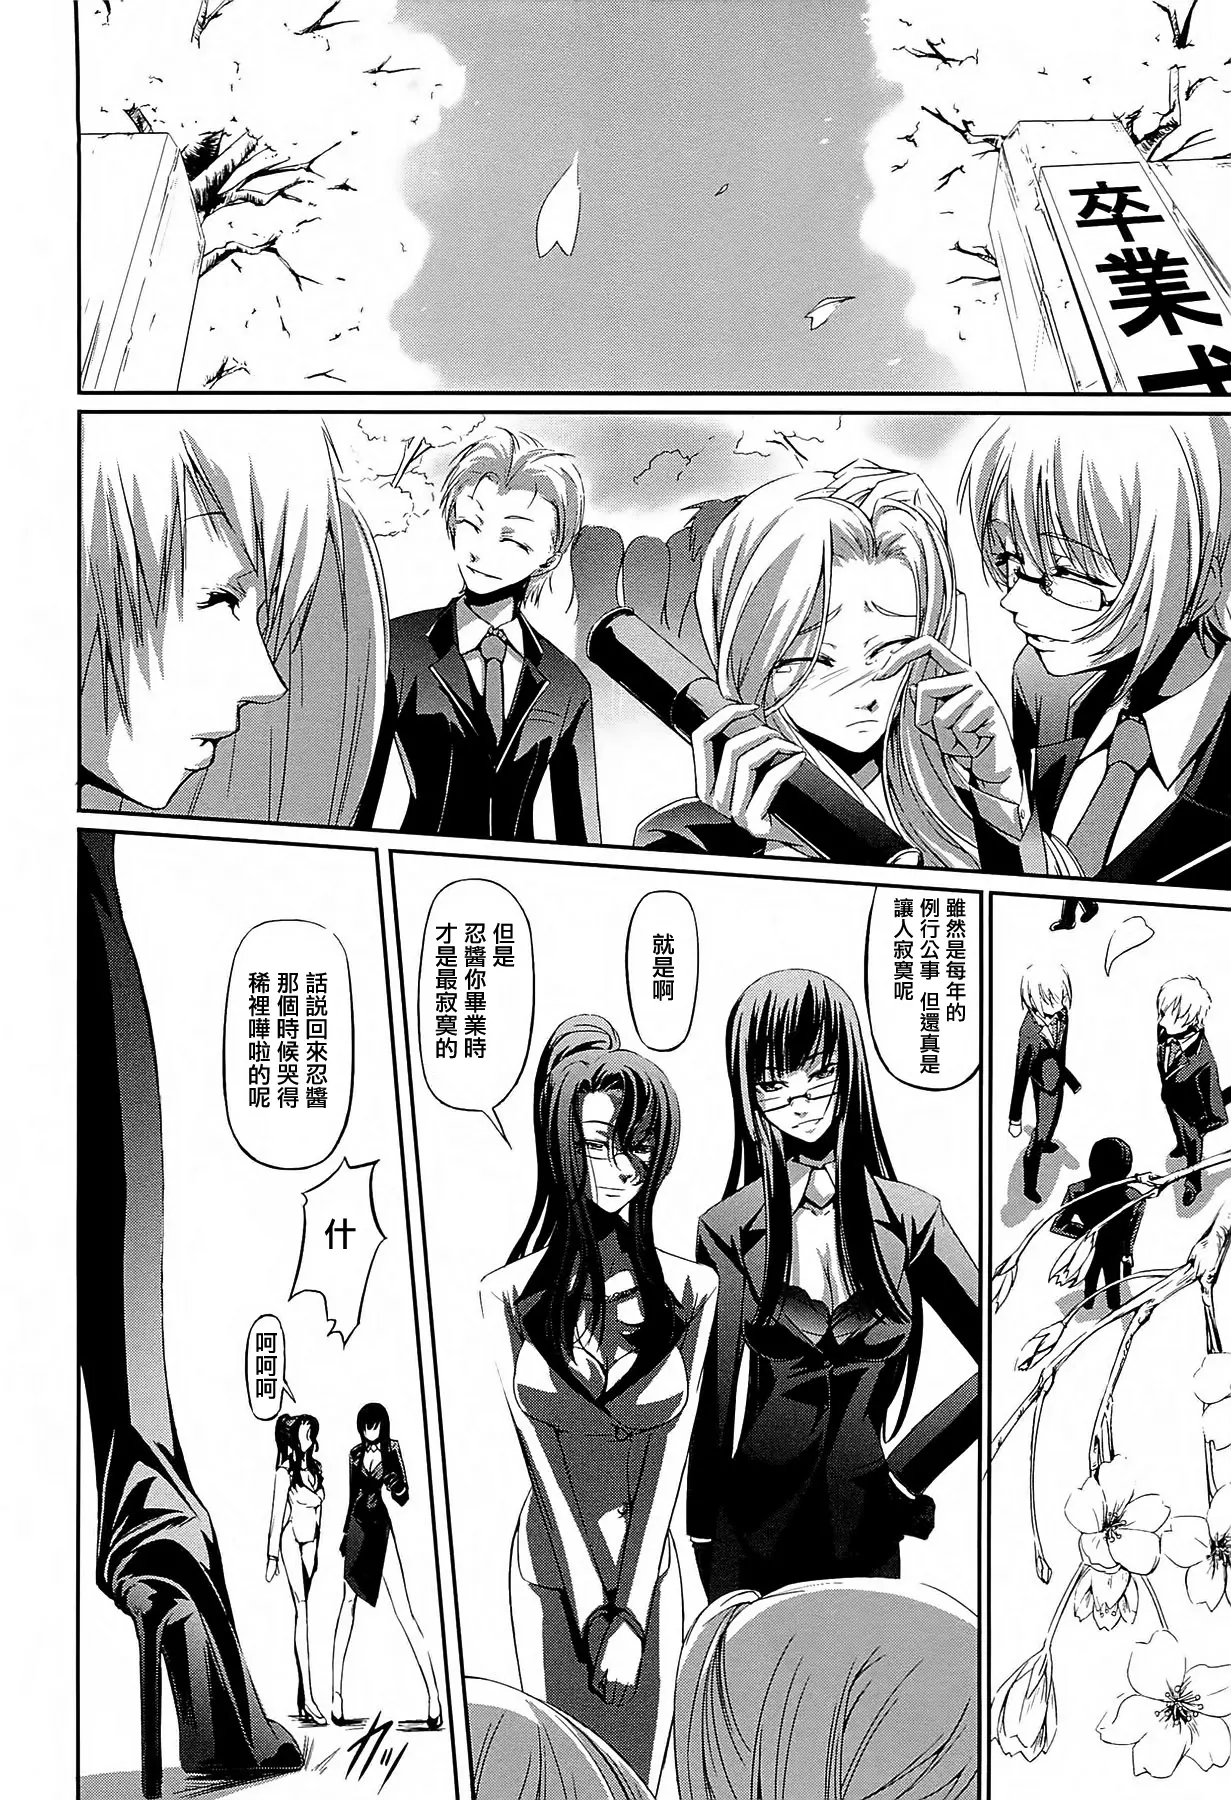 卒業式
雖然是每年的
例行公事 但還真是
讓人寂寞呢
就是啊
但是
忍醬你畢業時
才是最寂寞的
話説回來忍醬
那個時候哭得
稀裡嘩啦的呢
什
呵呵呵
カッ